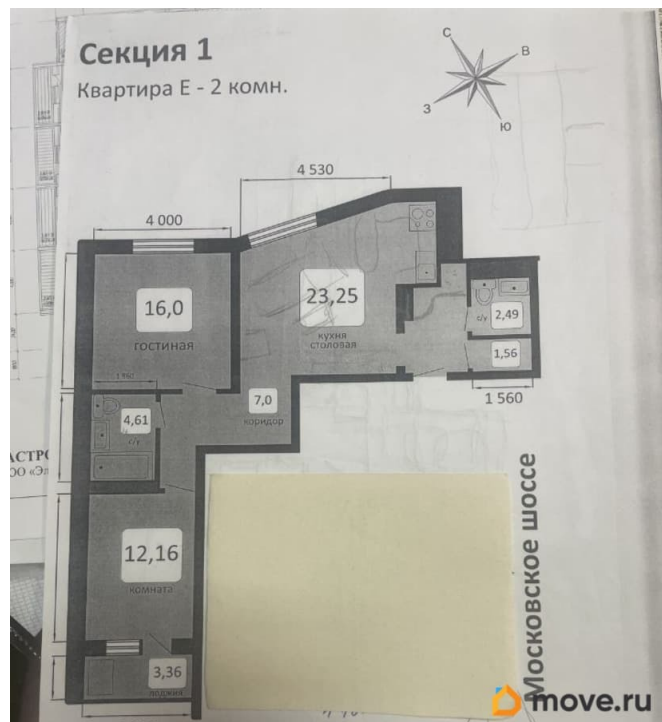 Секция 1
Квартира Е - 2 комн.
С
В
З
Ю
4 530
4 000
16,0
гостиная
23,25
кухня
столовая
2,49
с/у
1,56
1 560
7,0
коридор
4,61
с/у
12,16
комната
3,36
лоджия
Московское шоссе
move.ru